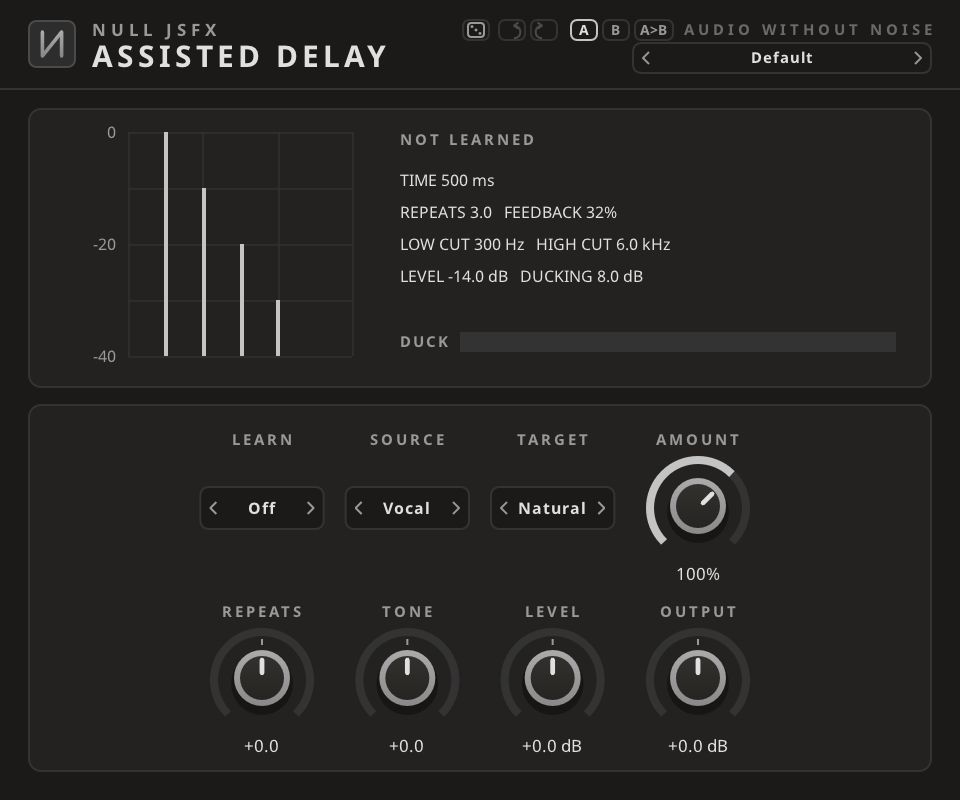 NULL JSFX
ASSISTED DELAY
A B A>B AUDIO WITHOUT NOISE
Default
0
-20
-40
NOT LEARNED
TIME 500 ms
REPEATS 3.0 FEEDBACK 32%
LOW CUT 300 Hz HIGH CUT 6.0 kHz
LEVEL -14.0 dB DUCKING 8.0 dB
DUCK
LEARN SOURCE TARGET AMOUNT
Off Vocal Natural
100%
REPEATS TONE LEVEL OUTPUT
+0.0 +0.0 +0.0 dB +0.0 dB